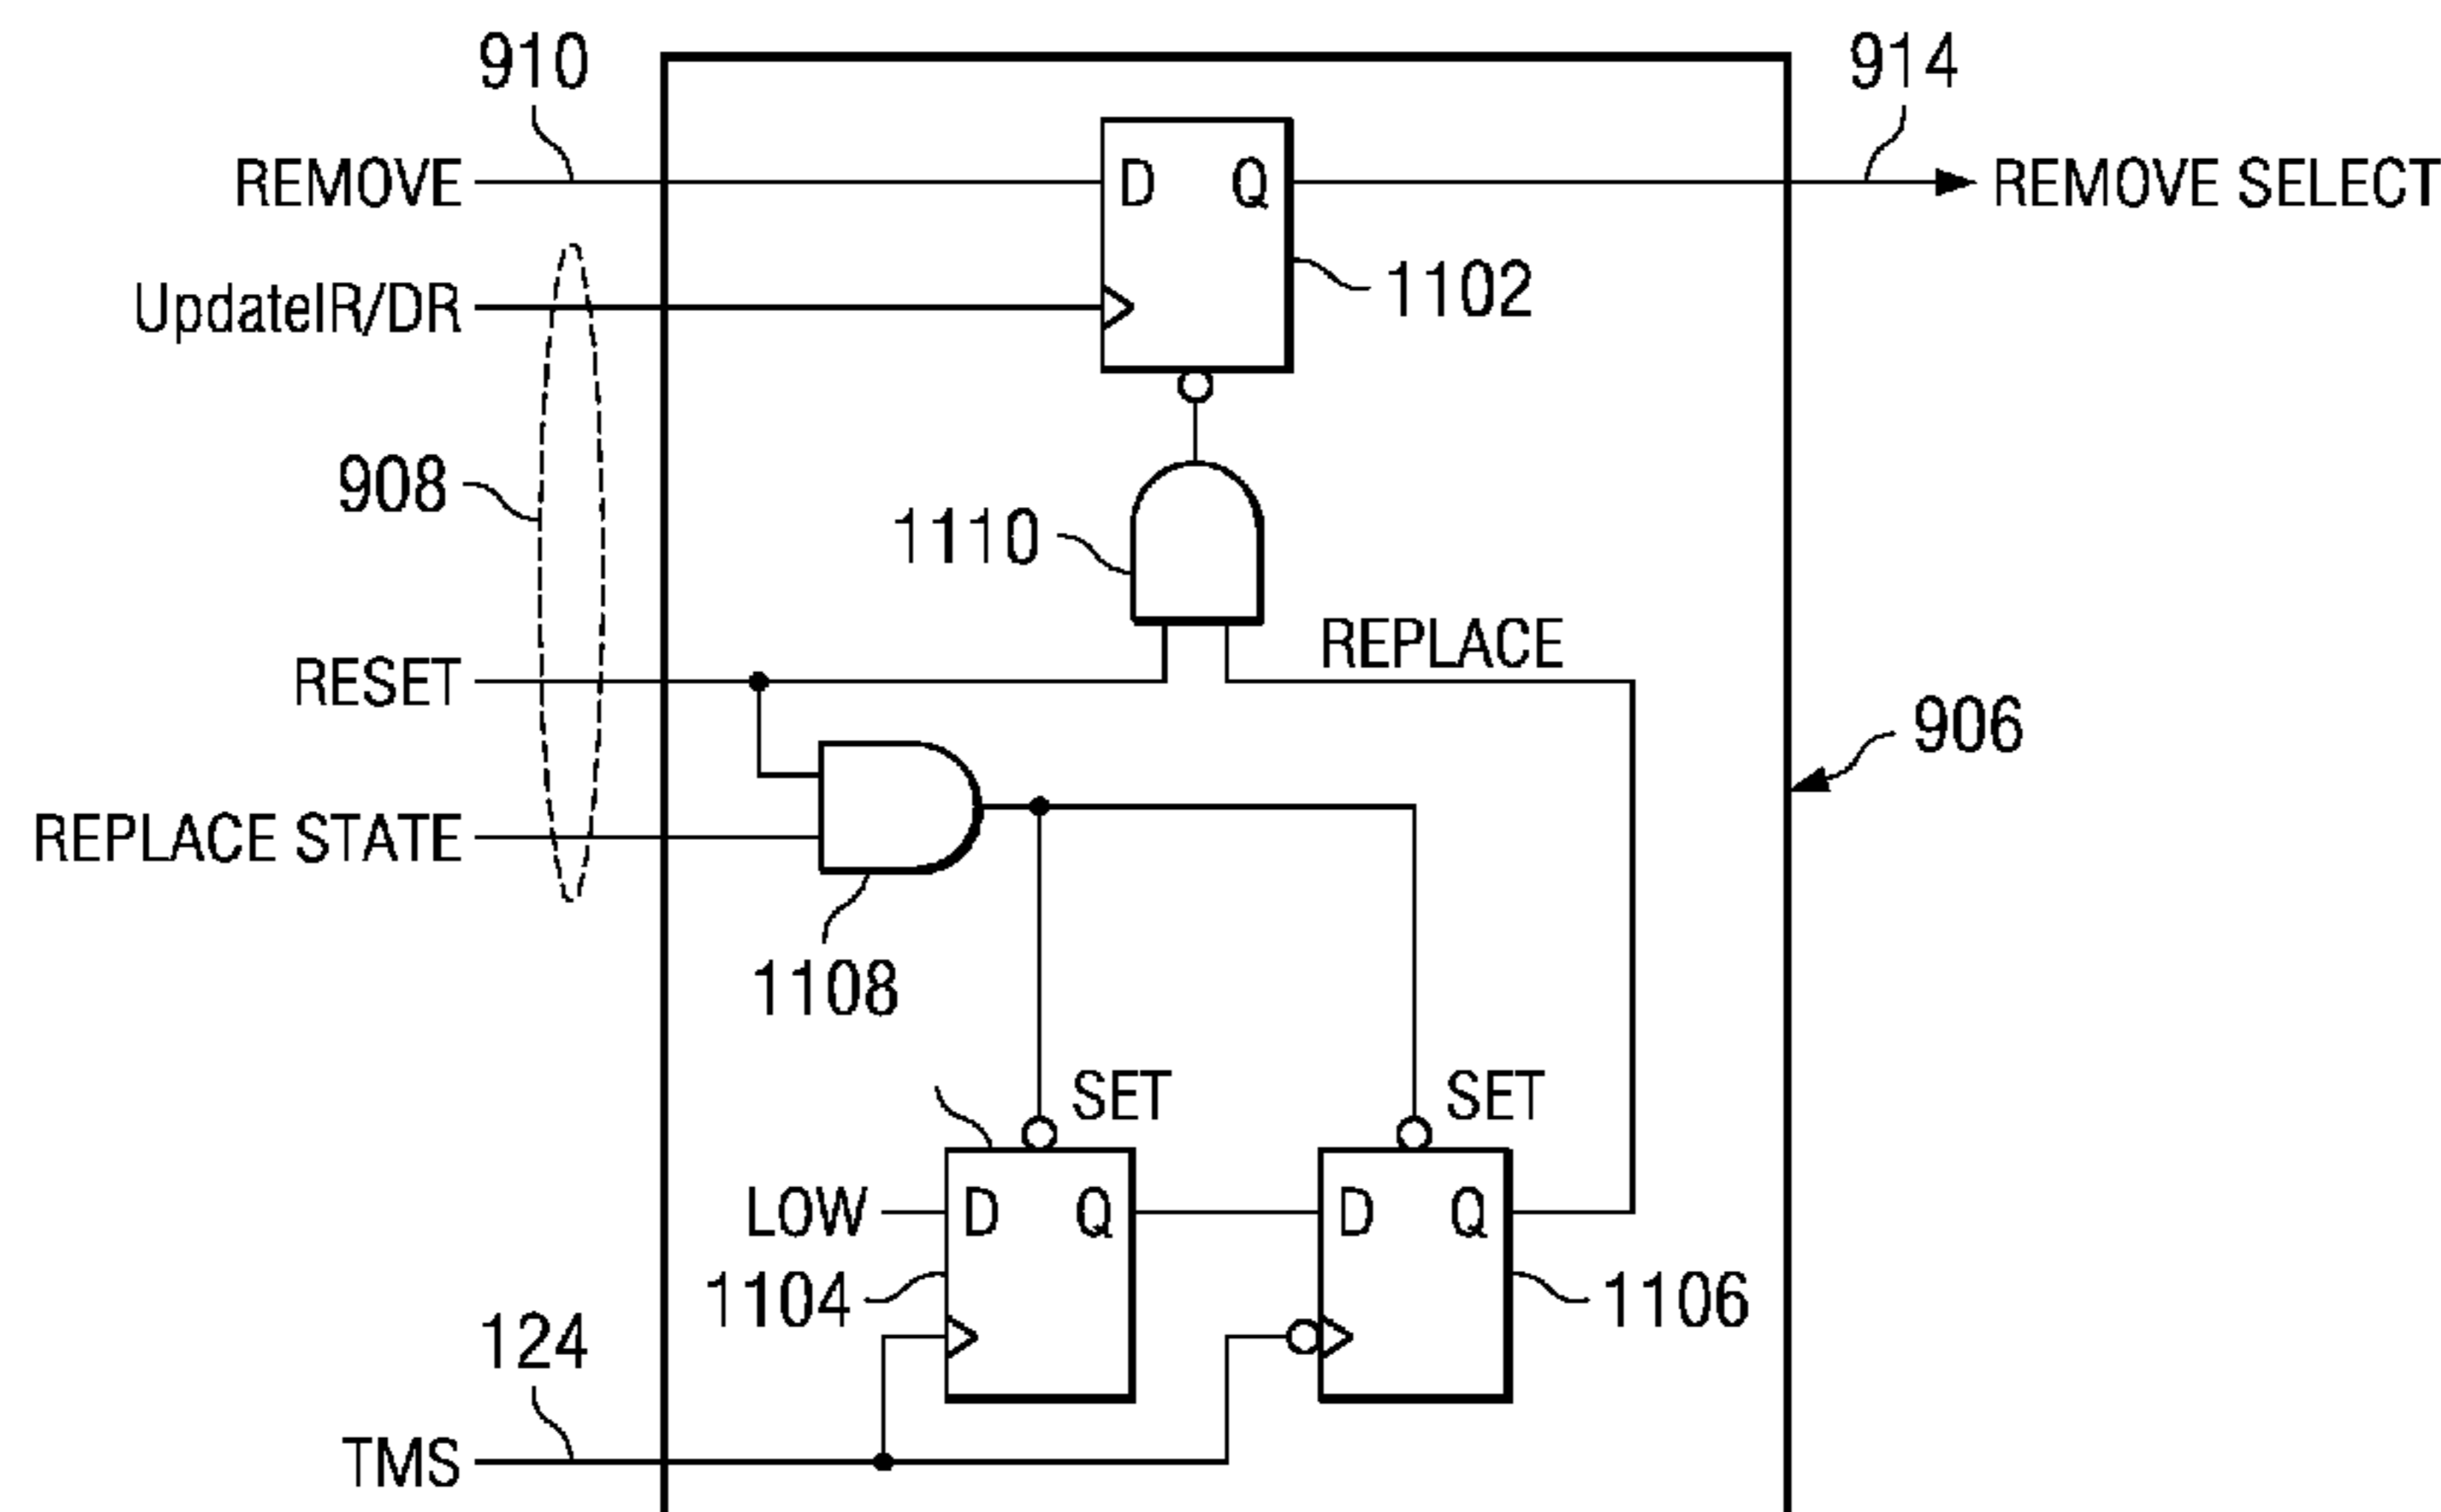 910
914
REMOVE
D
Q
REMOVE SELECT
UpdateIR/DR
1102
908
1110
REPLACE
RESET
906
REPLACE STATE
1108
SET
SET
LOW
D
Q
D
Q
1104
1106
124
TMS